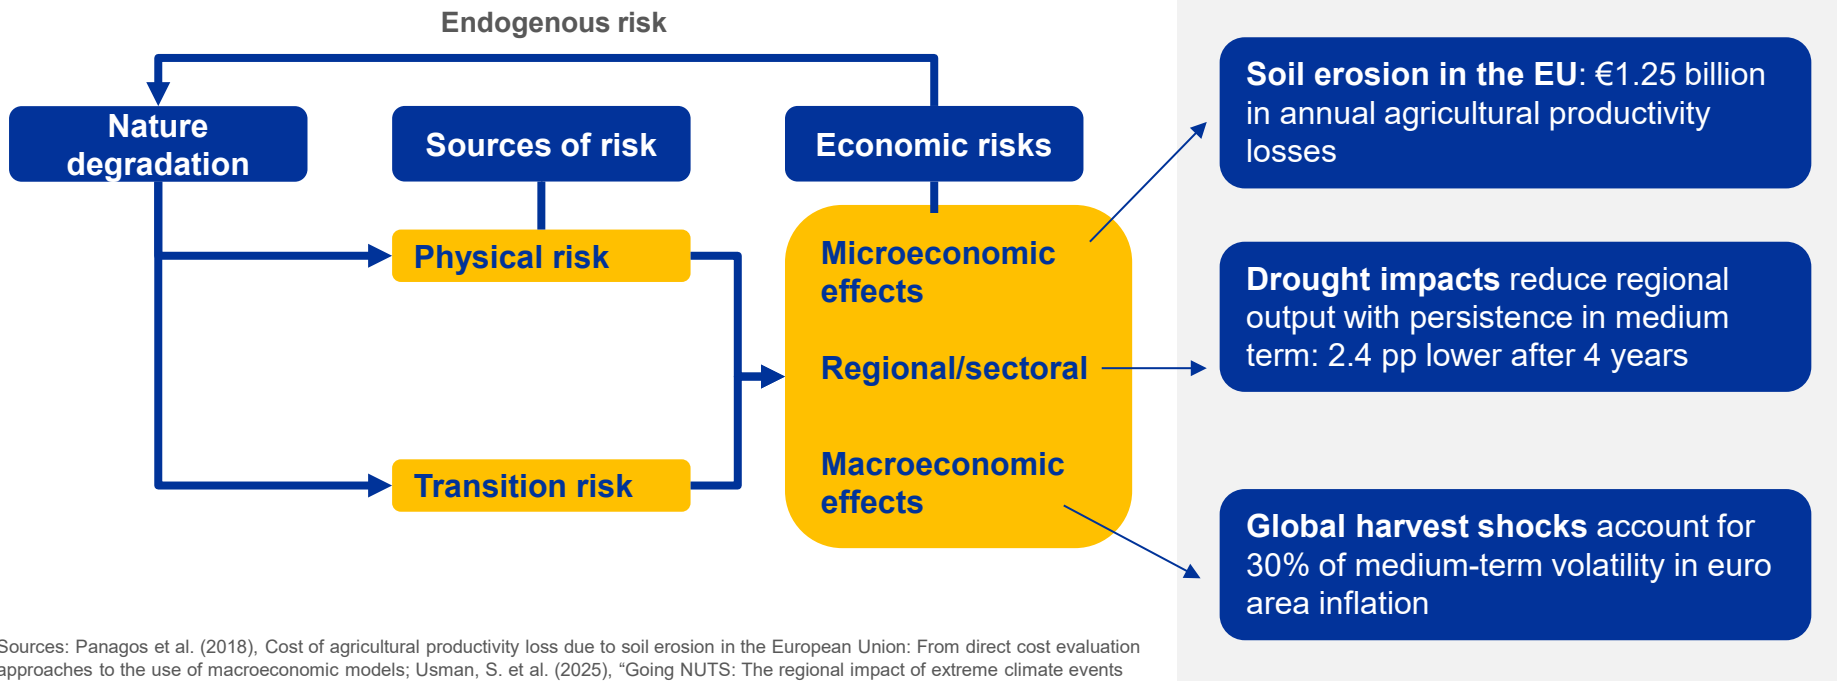 Endogenous risk
Nature
degradation
Sources of risk
Economic risks
Physical risk
Transition risk
Microeconomic
effects
Regional/sectoral
Macroeconomic
effects
Soil erosion in the EU: €1.25 billion
in annual agricultural productivity
losses
Drought impacts reduce regional
output with persistence in medium
term: 2.4 pp lower after 4 years
Global harvest shocks account for
30% of medium-term volatility in euro
area inflation
Sources: Panagos et al. (2018), Cost of agricultural productivity loss due to soil erosion in the European Union: From direct cost evaluation
approaches to the use of macroeconomic models; Usman, S. et al. (2025), “Going NUTS: The regional impact of extreme climate events